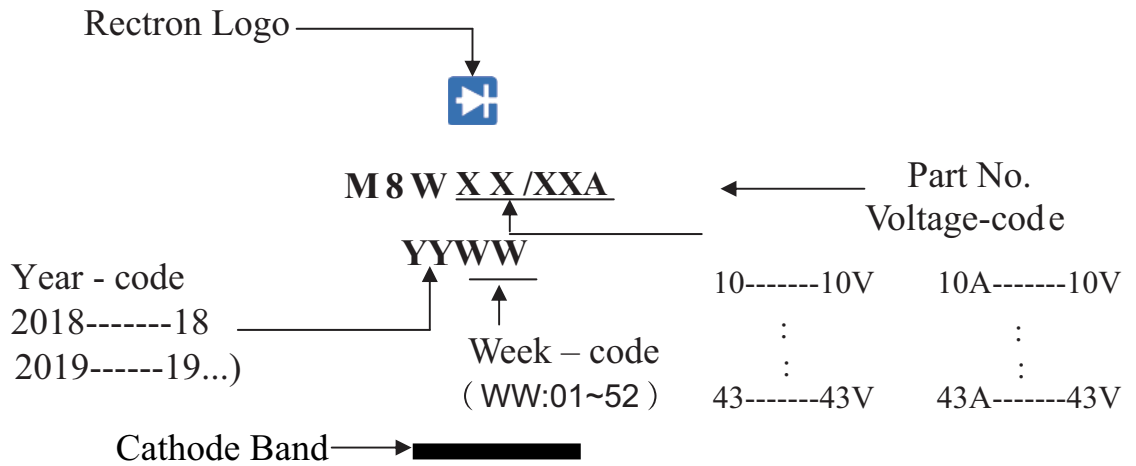 Rectron Logo
M8W X X /XXA
Part No.
Voltage-code
YYWW
Year - code
2018-------18
2019------19...)
Week – code
（WW:01~52）
10-------10V 10A-------10V
: :
: :
43-------43V 43A-------43V
Cathode Band